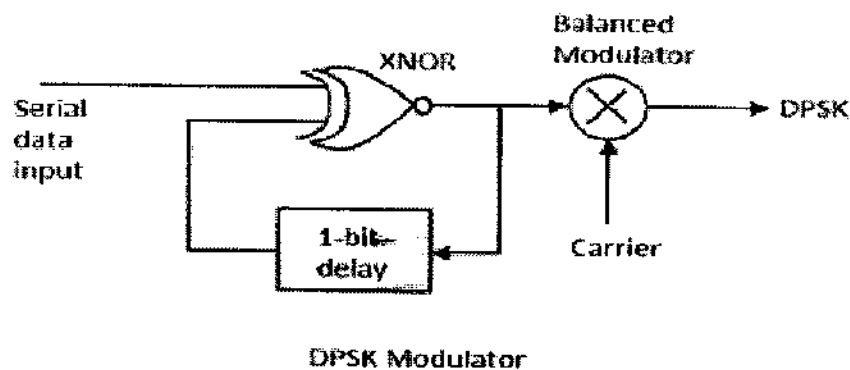 Balanced
Modulator
XNOR
Serial
data
input
DPSK
1-bit-
delay
Carrier
DPSK Modulator